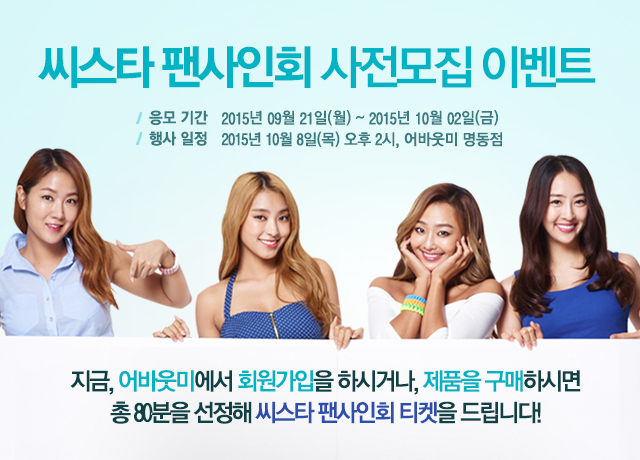 씨스타 팬사인회 사전모집 이벤트
/ 응모 기간 2015년 09월 21일(월) ~ 2015년 10월 02일(금)
/ 행사 일정 2015년 10월 8일(목) 오후 2시, 어바웃미 명동점
지금, 어바웃미에서 회원가입을 하시거나, 제품을 구매하시면
총 80분을 선정해 씨스타 팬사인회 티켓을 드립니다!